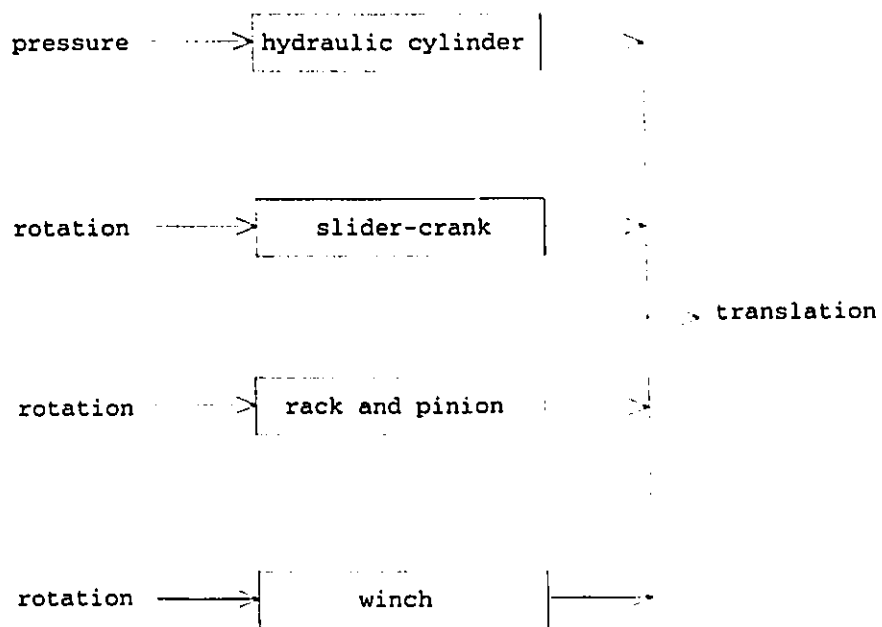 pressure hydraulic cylinder
rotation slider-crank
translation
rotation rack and pinion
rotation winch